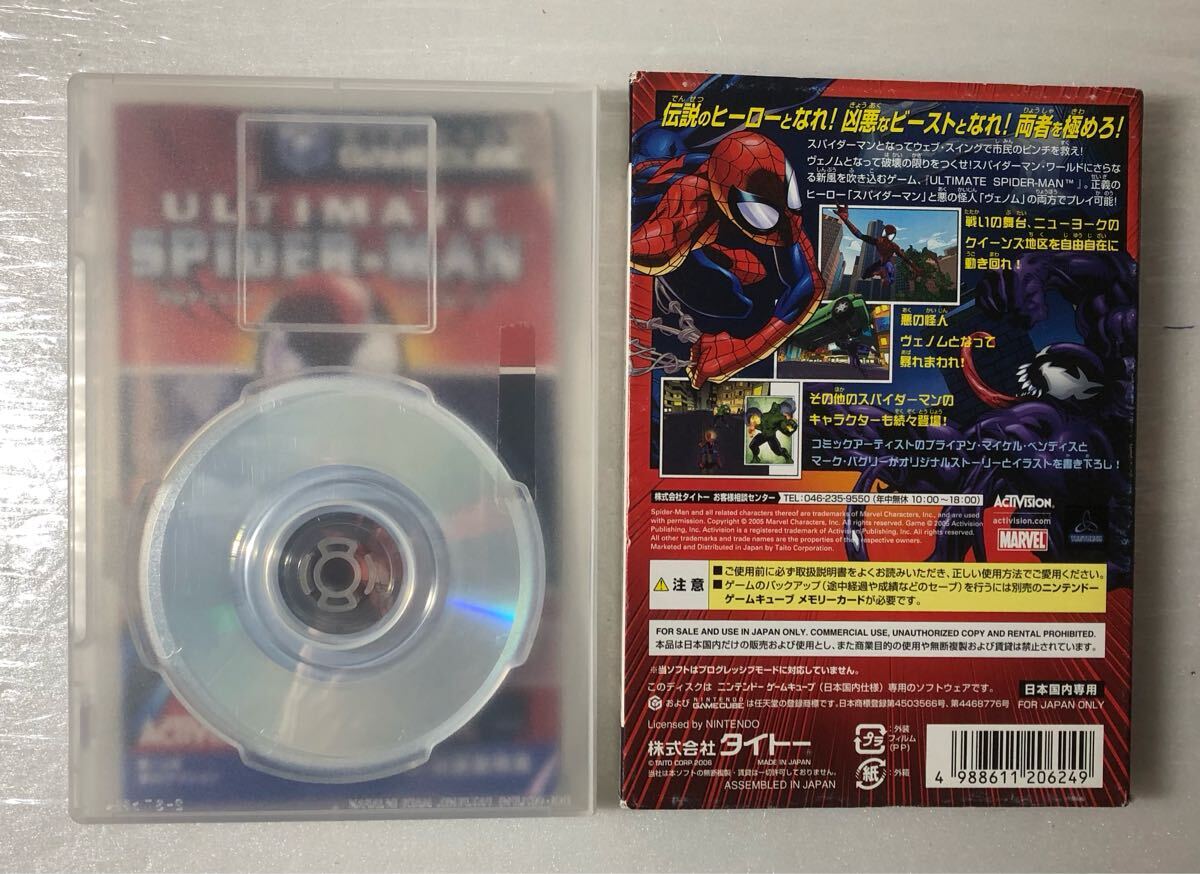 ULTIMATE
SPIDER-MAN
伝説のヒーローとなれ！凶悪なビーストとなれ！両者を極めろ！
スパイダーマンとなってウェブ・スイングで市民のピンチを救え！
ヴェノムとなって破壊の限りをつくせ！スパイダーマン・ワールドにさらな
る新風を吹き込むゲーム、『ULTIMATE SPIDER-MAN™』。正義の
ヒーロー「スパイダーマン」と悪の怪人「ヴェノム」の両方でプレイ可能！
戦いの舞台、ニューヨークの
クイーンズ地区を自由自在に
動き回れ！
悪の怪人
ヴェノムとなって
暴れまわれ！
その他のスパイダーマンの
キャラクターも続々登場！
コミックアーティストのブライアン・マイケル・ベンディスと
マーク・バグリーがオリジナルストーリーとイラストを書き下ろし！
株式会社タイトー お客様相談センター TEL：046-235-9550（年中無休 10：00〜18：00）
ACTIVISION
activision.com
MARVEL
Spider-Man and all related characters thereof are trademarks of Marvel Characters, Inc., and are used
with permission. Copyright © 2005 Marvel Characters, Inc. All rights reserved. Game © 2005 Activision
Publishing, Inc. Activision is a registered trademark of Activision Publishing, Inc. All rights reserved.
All other trademarks and trade names are the properties of their respective owners.
Marketed and Distributed in Japan by Taito Corporation.
注意
■ご使用前に必ず取扱説明書をよくお読みいただき、正しい使用方法でご愛用ください。
■ゲームのバックアップ（途中経過や成績などのセーブ）を行うには別売のニンテンドー
ゲームキューブ メモリーカードが必要です。
FOR SALE AND USE IN JAPAN ONLY. COMMERCIAL USE, UNAUTHORIZED COPY AND RENTAL PROHIBITED.
本品は日本国内だけの販売および使用とし、また商業目的の使用や無断複製および賃貸は禁止されています。
※当ソフトはプログレッシブモードに対応していません。
このディスクは ニンテンドー ゲームキューブ（日本国内仕様）専用のソフトウェアです。
および NINTENDO GAMECUBE は任天堂の登録商標です。日本商標登録第4503566号、第4468776号
日本国内専用
FOR JAPAN ONLY
Licensed by NINTENDO
株式会社 タイトー
© TAITO CORP 2006 MADE IN JAPAN
当社は本ソフトの無断複製・賃貸は一切許可しておりません。
ASSEMBLED IN JAPAN
プラ
：外装フィルム（PP）
紙
：外箱
4 988611 206249